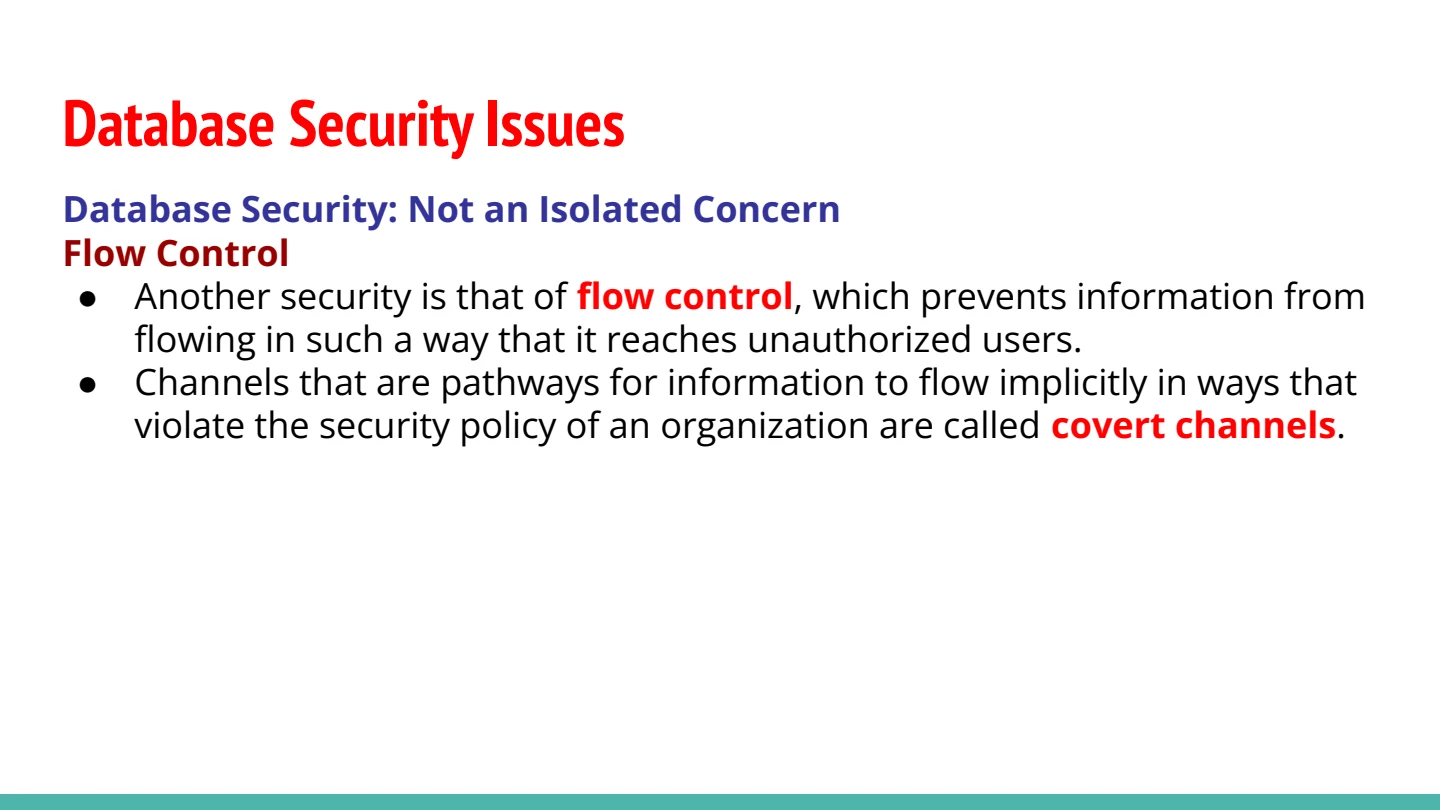 Database Security Issues
Database Security: Not an Isolated Concern
Flow Control
● Another security is that of flow control, which prevents information from
flowing in such a way that it reaches unauthorized users.
● Channels that are pathways for information to flow implicitly in ways that
violate the security policy of an organization are called covert channels.